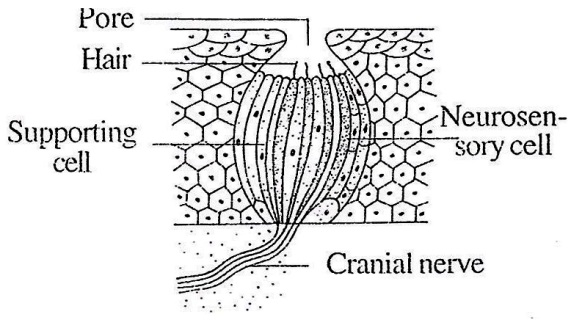 Pore
Hair
Supporting
cell
Neurosen-
sory cell
Cranial nerve